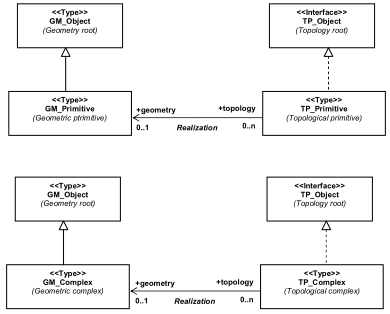 <<Type>>
GM_Object
(Geometry root)
<<Interface>>
TP_Object
(Topology root)
<<Type>>
GM_Primitive
(Geometric ptrimitive)
+geometry
+topology
0..1
Realization
0..n
<<Type>>
TP_Primitive
(Topological primitive)
<<Type>>
GM_Object
(Geometry root)
<<Interface>>
TP_Object
(Topology root)
<<Type>>
GM_Complex
(Geometric complex)
+geometry
+topology
0..1
Realization
0..n
<<Type>>
TP_Complex
(Topological complex)